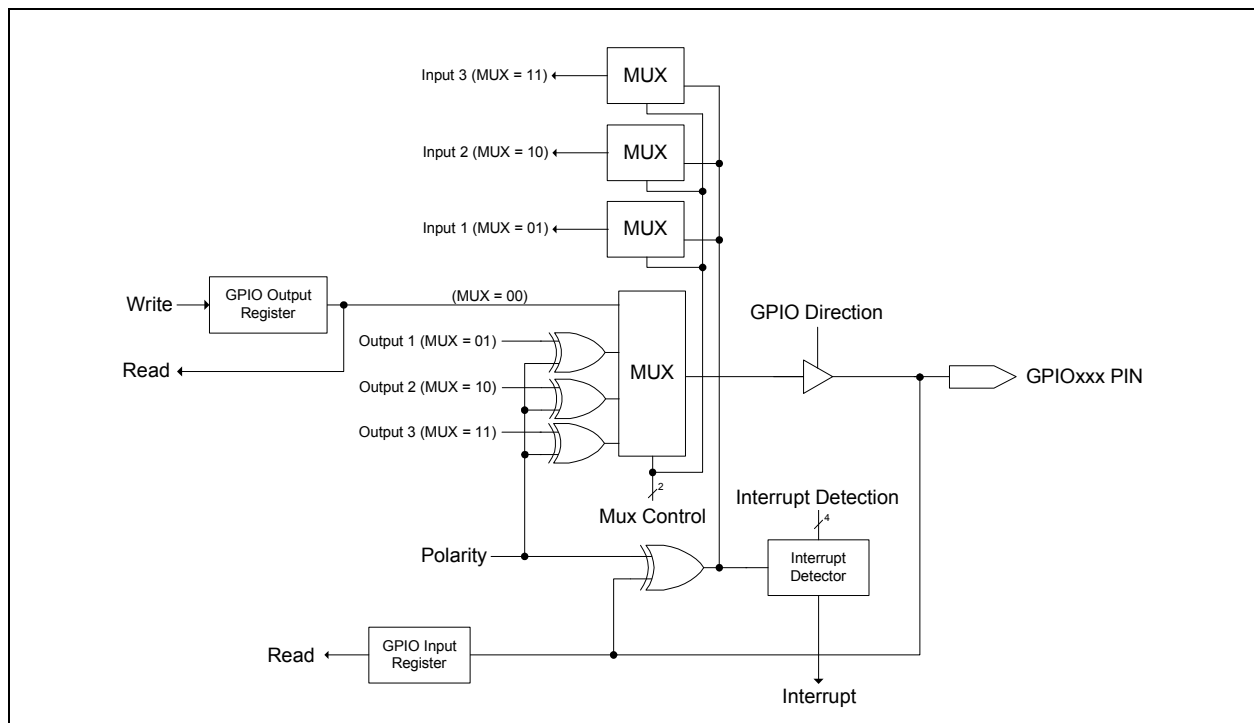 Input 3 (MUX = 11)
MUX
Input 2 (MUX = 10)
MUX
Input 1 (MUX = 01)
MUX
Write
GPIO Output
Register
(MUX = 00)
GPIO Direction
Output 1 (MUX = 01)
Read
MUX
GPIOxxx PIN
Output 2 (MUX = 10)
Output 3 (MUX = 11)
2
Mux Control
Interrupt Detection
4
Polarity
Interrupt
Detector
Read
GPIO Input
Register
Interrupt